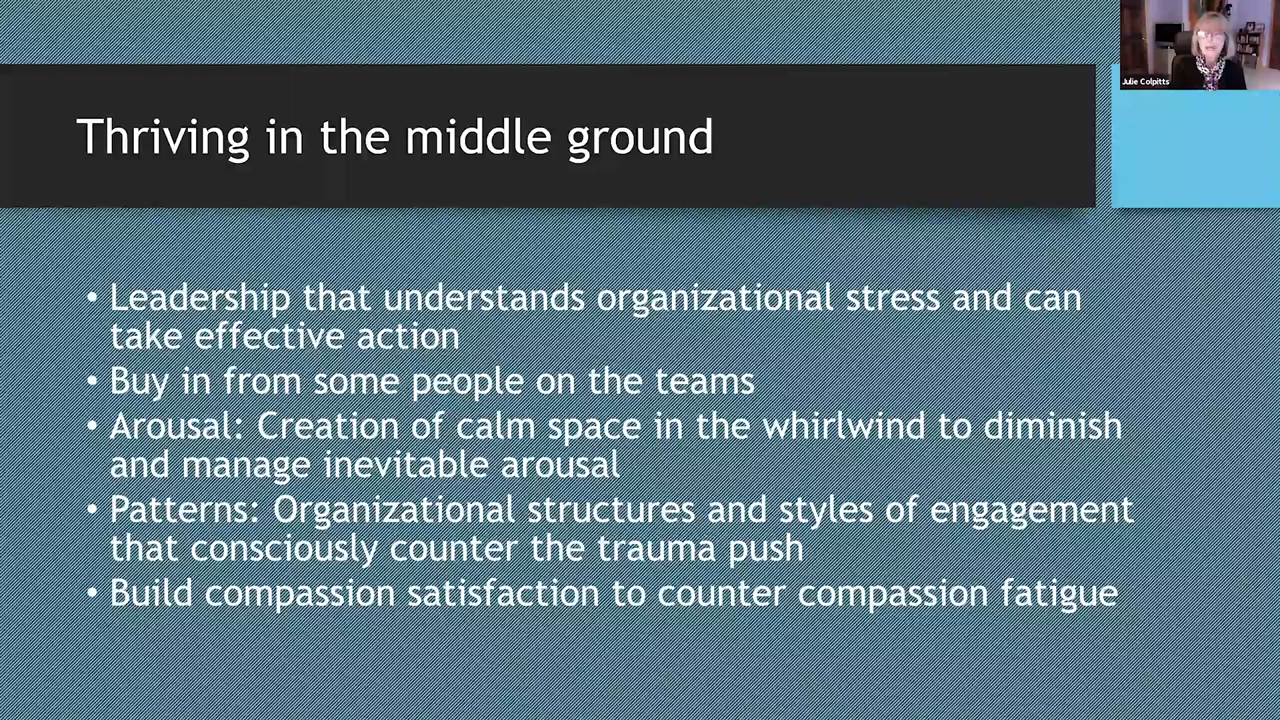 Julie Colpitts
Thriving in the middle ground
• Leadership that understands organizational stress and can
take effective action
• Buy in from some people on the teams
• Arousal: Creation of calm space in the whirlwind to diminish
and manage inevitable arousal
• Patterns: Organizational structures and styles of engagement
that consciously counter the trauma push
• Build compassion satisfaction to counter compassion fatigue